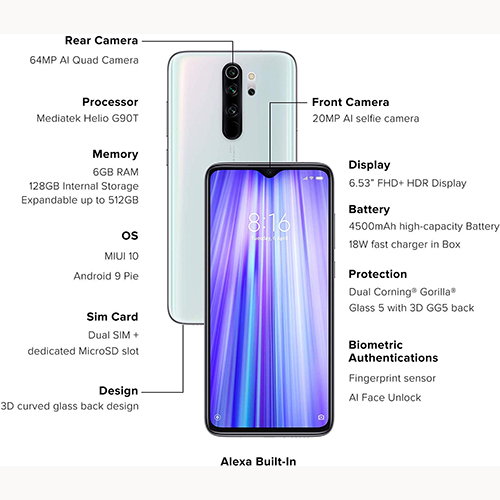 Rear Camera
64MP AI Quad Camera
Processor
Mediatek Helio G90T
Memory
6GB RAM
128GB Internal Storage
Expandable up to 512GB
OS
MIUI 10
Android 9 Pie
Sim Card
Dual SIM +
dedicated MicroSD slot
Design
3D curved glass back design
Front Camera
20MP AI selfie camera
Display
6.53” FHD+ HDR Display
Battery
4500mAh high-capacity Battery
18W fast charger in Box
Protection
Dual Corning® Gorilla®
Glass 5 with 3D GG5 back
Biometric
Authentications
Fingerprint sensor
AI Face Unlock
8:16
Alexa Built-In